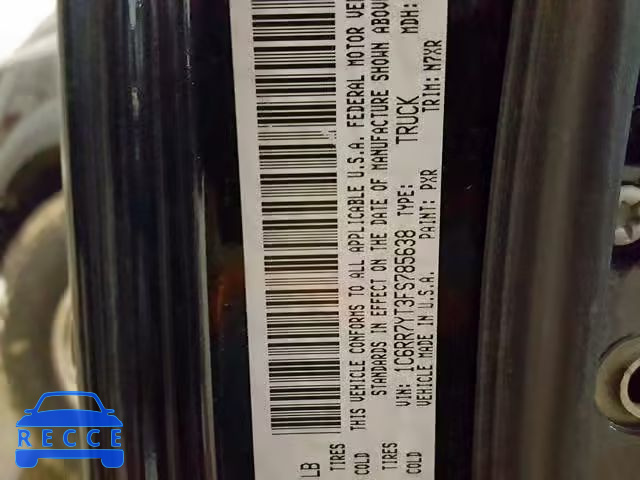 LB
TIRES
COLD
TIRES
COLD
THIS VEHICLE CONFORMS TO ALL APPLICABLE U.S.A. FEDERAL MOTOR VE
STANDARDS IN EFFECT ON THE DATE OF MANUFACTURE SHOWN ABOV
VIN: 1C6RR7YT3FS785638 TYPE: TRUCK MDH:
VEHICLE MADE IN U.S.A. PAINT: PXR TRIM: N7XR
RECCE